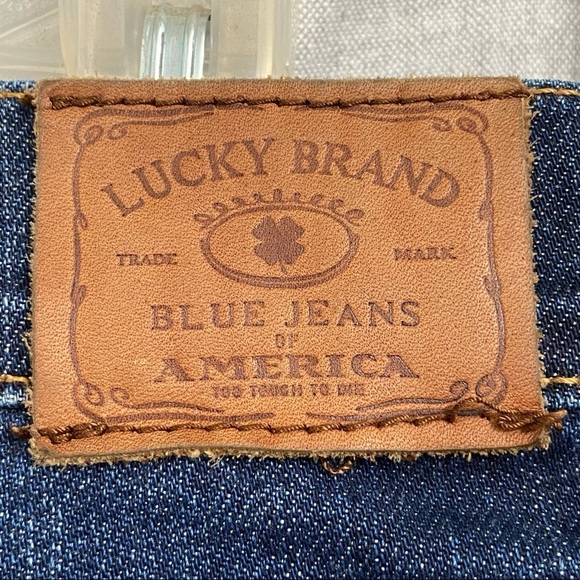 LUCKY BRAND
TRADE MARK
BLUE JEANS
OF
AMERICA
TOO TOUGH TO DIE